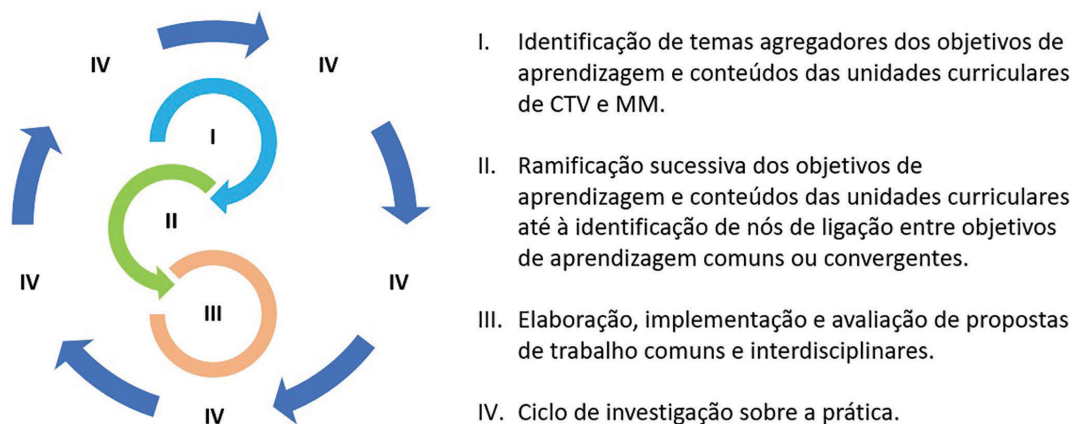 IV
IV
I
II
IV
IV
III
IV
I. Identificação de temas agregadores dos objetivos de
aprendizagem e conteúdos das unidades curriculares
de CTV e MM.
II. Ramificação sucessiva dos objetivos de
aprendizagem e conteúdos das unidades curriculares
até à identificação de nós de ligação entre objetivos
de aprendizagem comuns ou convergentes.
III. Elaboração, implementação e avaliação de propostas
de trabalho comuns e interdisciplinares.
IV. Ciclo de investigação sobre a prática.